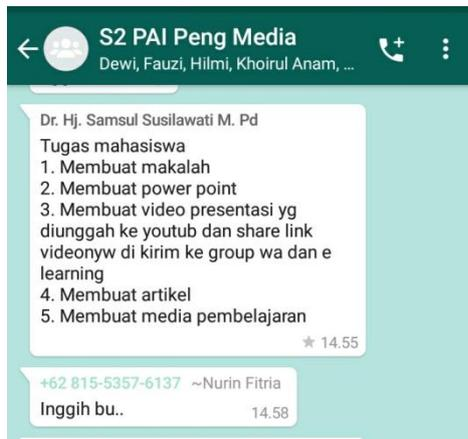 S2 PAI Peng Media
Dewi, Fauzi, Hilmi, Khoirul Anam, ...
Dr. Hj. Samsul Susilawati M. Pd
Tugas mahasiswa
1. Membuat makalah
2. Membuat power point
3. Membuat video presentasi yg
diunggah ke youtub dan share link
videonyw di kirim ke group wa dan e
learning
4. Membuat artikel
5. Membuat media pembelajaran
★ 14.55
+62 815-5357-6137 ~Nurin Fitria
Inggih bu.. 14.58